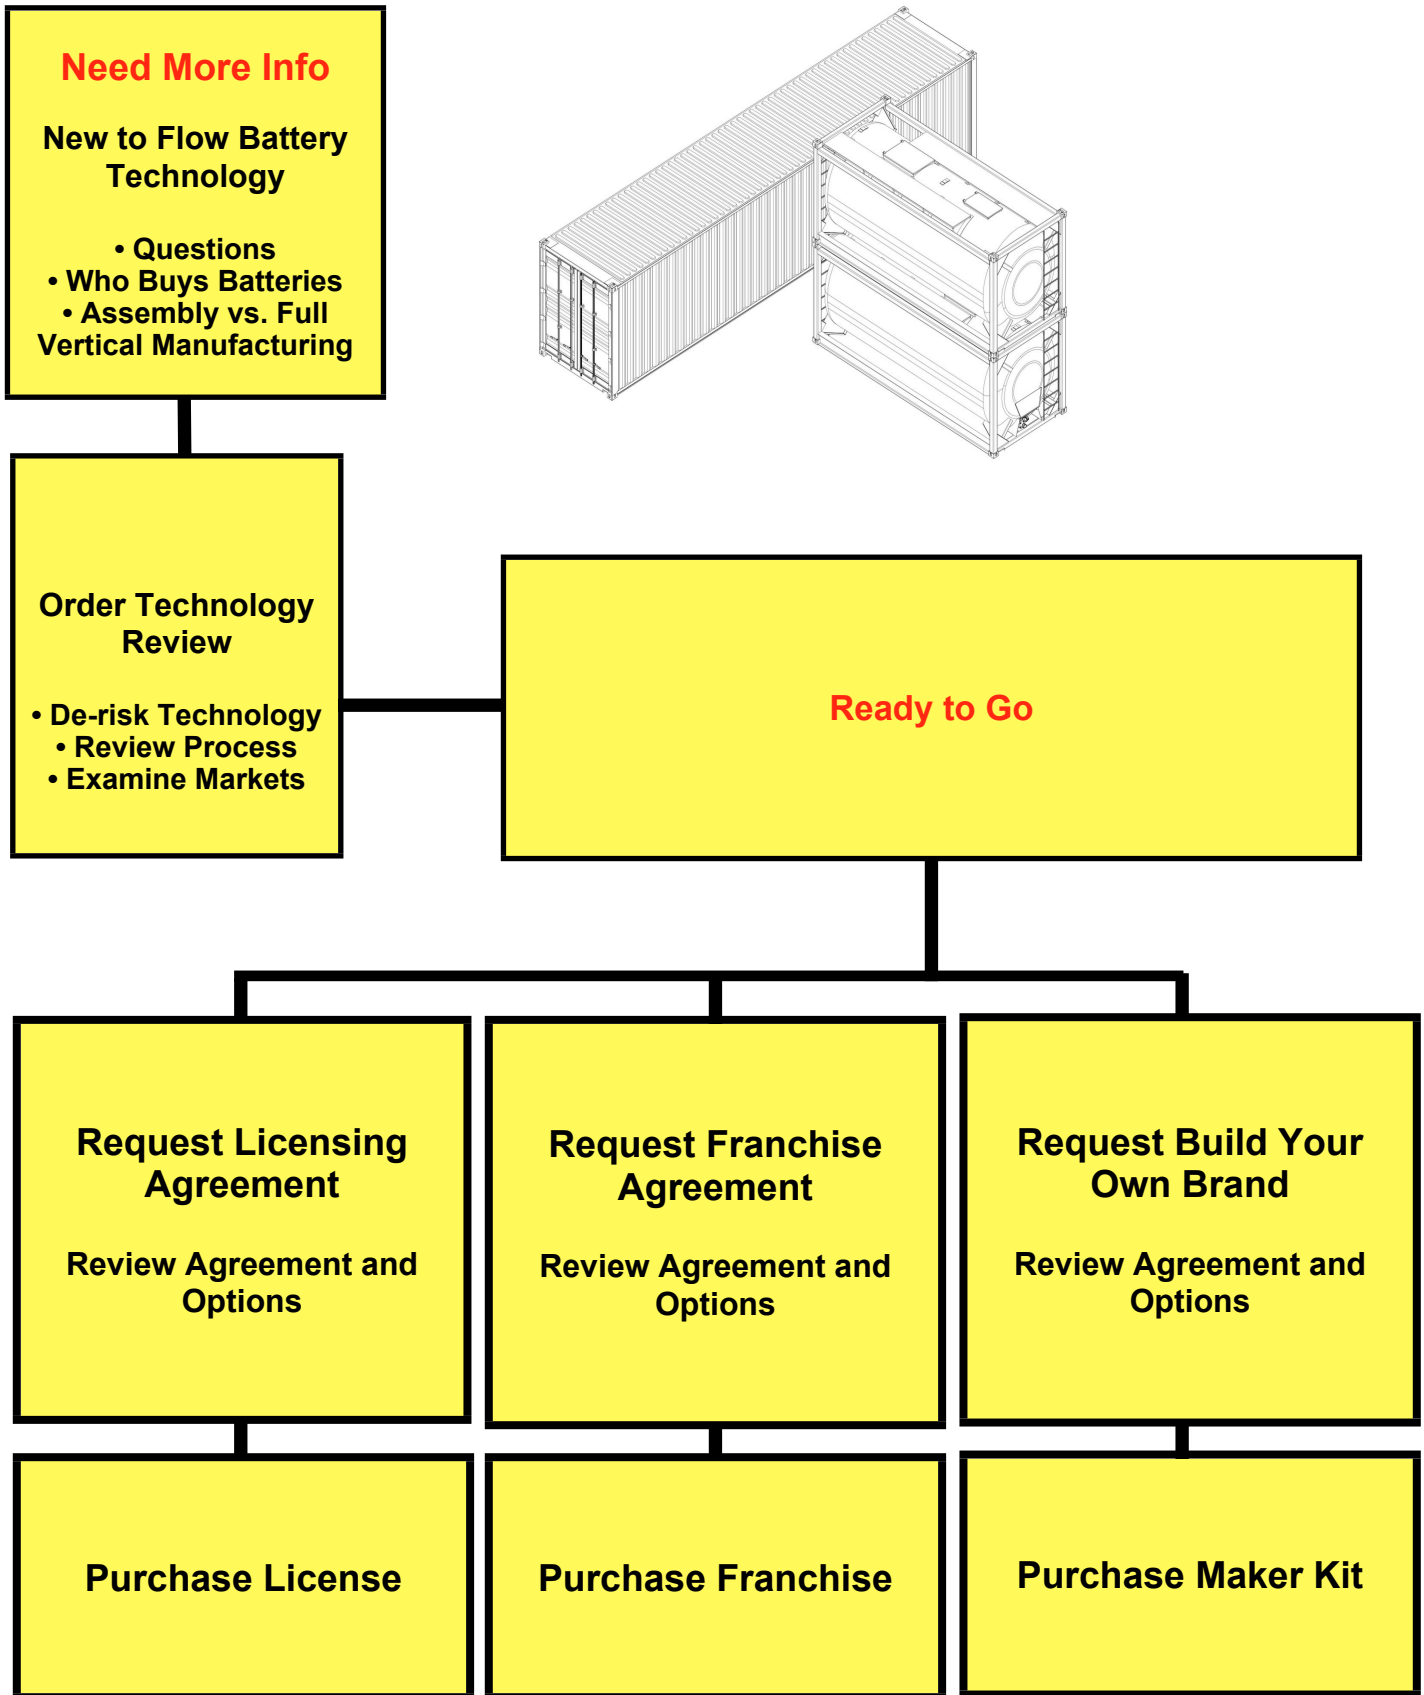 Need More Info
New to Flow Battery
Technology
• Questions
• Who Buys Batteries
• Assembly vs. Full
Vertical Manufacturing
Order Technology
Review
• De-risk Technology
• Review Process
• Examine Markets
Ready to Go
Request Licensing
Agreement
Review Agreement and
Options
Request Franchise
Agreement
Review Agreement and
Options
Request Build Your
Own Brand
Review Agreement and
Options
Purchase License
Purchase Franchise
Purchase Maker Kit